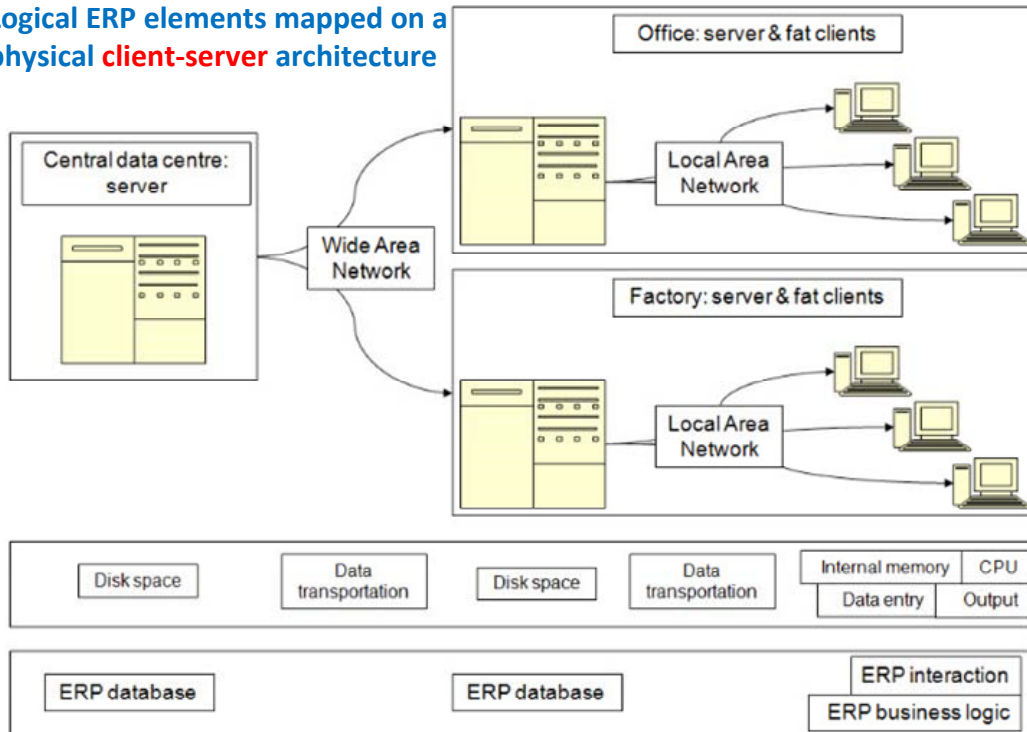 Logical ERP elements mapped on a
physical client-server architecture
Central data centre:
server
Wide Area
Network
Office: server & fat clients
Local Area
Network
Factory: server & fat clients
Local Area
Network
Disk space
Data
transportation
Disk space
Data
transportation
Internal memory
CPU
Data entry
Output
ERP database
ERP database
ERP interaction
ERP business logic